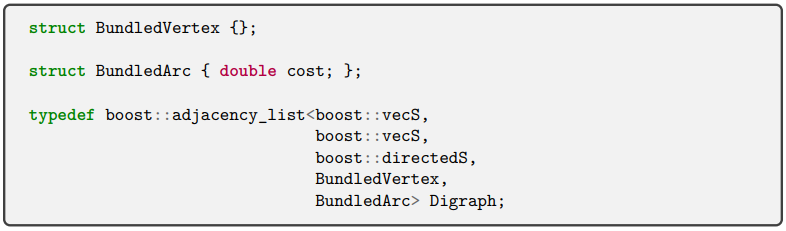 struct BundledVertex {};
struct BundledArc { double cost; };
typedef boost::adjacency_list<boost::vecS,
boost::vecS,
boost::directedS,
BundledVertex,
BundledArc> Digraph;